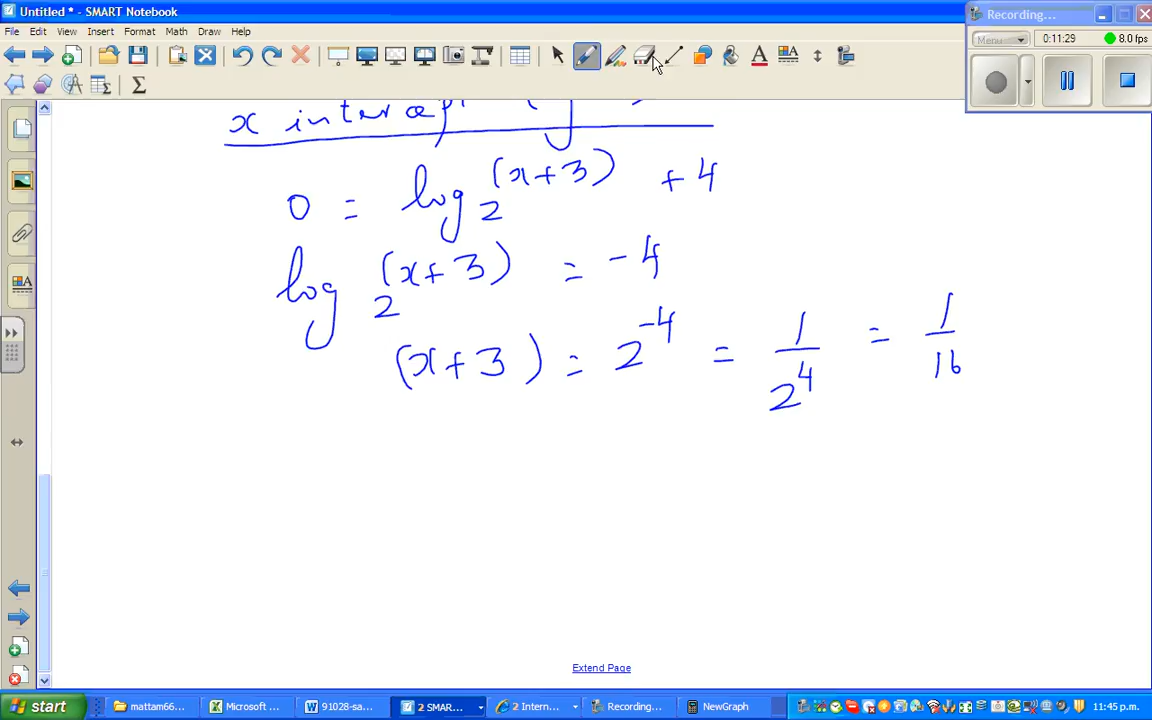 Untitled * - SMART Notebook
Recording...
File Edit View Insert Format Math Draw Help
Menu 0:11:29 8.0 fps
x intercept
0 = log₂(x+3) + 4
log₂(x+3) = -4
(x+3) = 2⁻⁴ = 1/2⁴ = 1/16
Extend Page
start mattam66... Microsoft ... 91028-sa... 2 SMAR... 2 Intern... Recording... NewGraph 11:45 p.m.